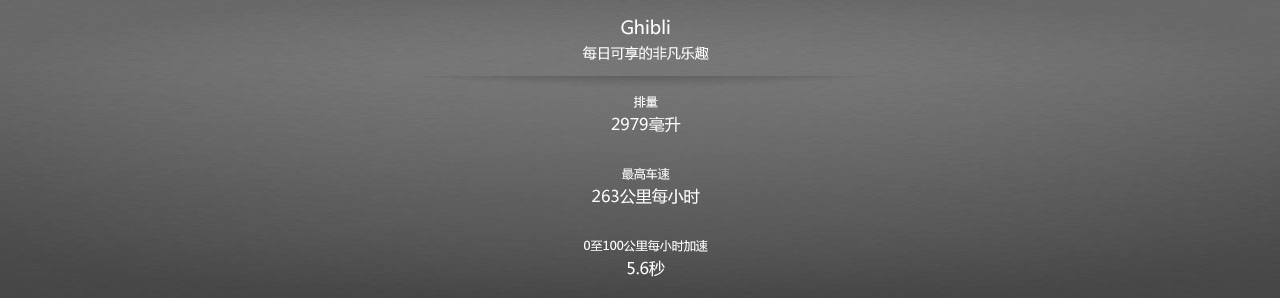 Ghibli
每日可享的非凡乐趣
排量
2979毫升
最高车速
263公里每小时
0至100公里每小时加速
5.6秒